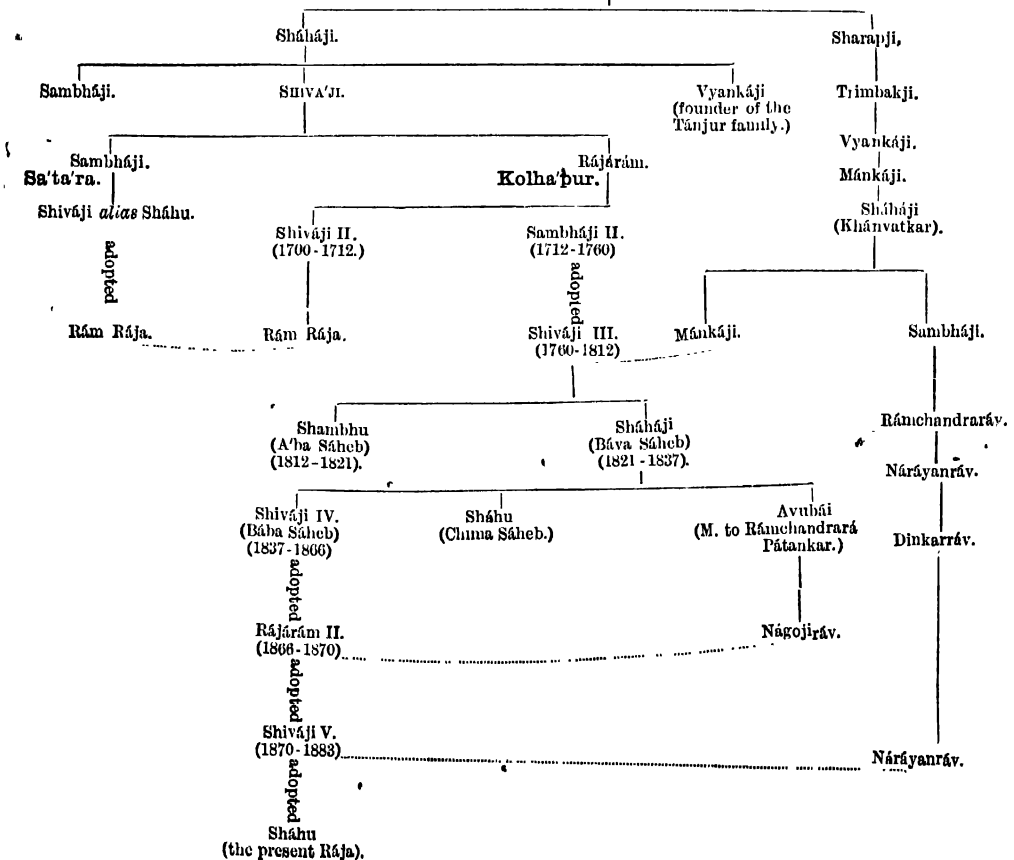 Sháháji.
Sharapji,
Sambháji.
SHIVA'JI.
Vyankáji
(founder of the
Tánjur family.)
Trimbakji.
Vyankáji.
Sambháji.
Rájárám.
Sa'ta'ra.
Kolha'pur.
Mánkáji.
Shiváji alias Sháhu.
Sháháji
(Khánvatkar).
Shiváji II.
(1700-1712.)
Sambháji II.
(1712-1760)
adopted
adopted
Rám Rája.
Rám Rája.
Shiváji III.
(1760-1812)
Mánkáji.
Sambháji.
Shambhu
(A'ba Sáheb)
(1812-1821).
Sháháji
(Báva Sáheb)
(1821-1837).
Rámchandraráv.
Náráyanráv.
Shiváji IV.
(Bába Sáheb)
(1837-1866)
Sháhu
(Chima Sáheb.)
Avubái
(M. to Rámchandrará
Pátankar.)
Dinkarráv.
adopted
Rájárám II.
(1866-1870)
Nágojiráv.
adopted
Shiváji V.
(1870-1883)
Náráyanráv.
adopted
Sháhu
(the present Rája).